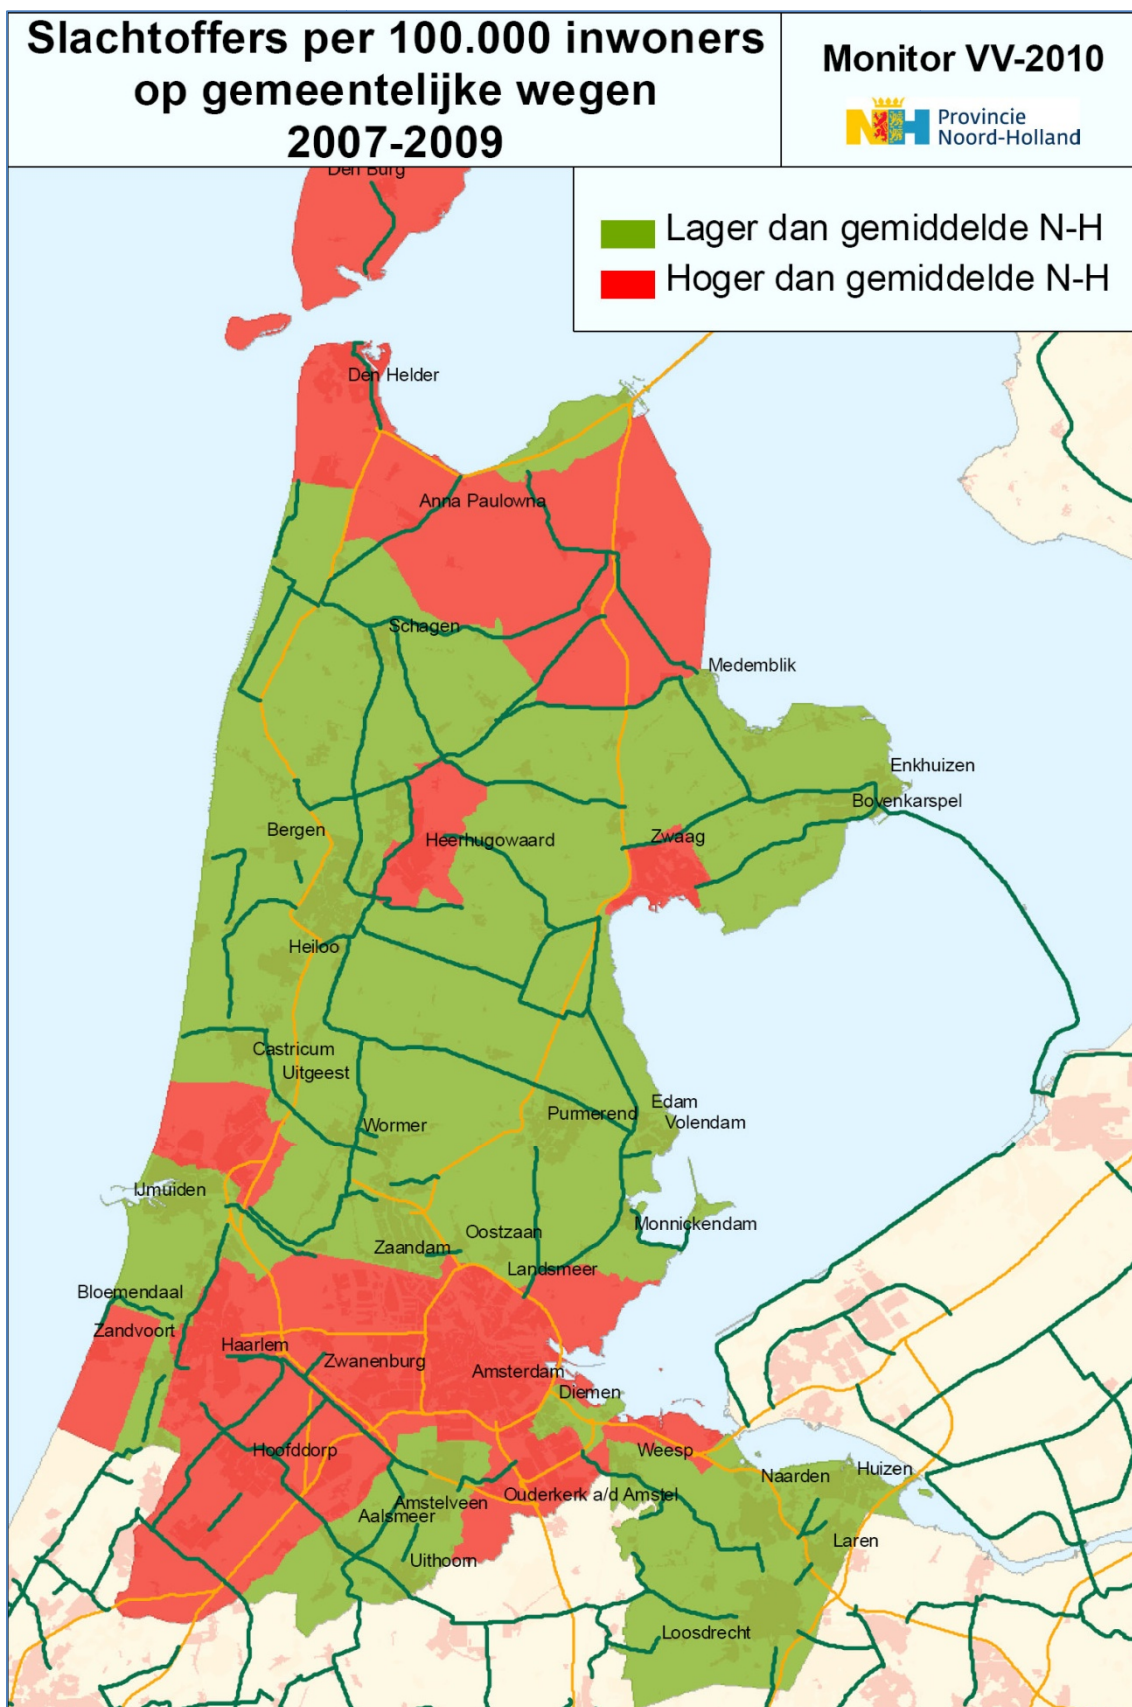 Slachtoffers per 100.000 inwoners
op gemeentelijke wegen
2007-2009
Monitor VV-2010
NH
Provincie
Noord-Holland
Lager dan gemiddelde N-H
Hoger dan gemiddelde N-H
Den Burg
Den Helder
Anna Paulowna
Schagen
Medemblik
Enkhuizen
Bovenkarspel
Bergen
Heerhugowaard
Zwaag
Heiloo
Castricum
Uitgeest
Wormer
Purmerend
Edam
Volendam
IJmuiden
Monnickendam
Oostzaan
Zaandam
Landsmeer
Bloemendaal
Zandvoort
Haarlem
Zwanenburg
Amsterdam
Diemen
Hoofddorp
Weesp
Naarden
Huizen
Ouderkerk a/d Amstel
Amstelveen
Aalsmeer
Laren
Uithoorn
Loosdrecht